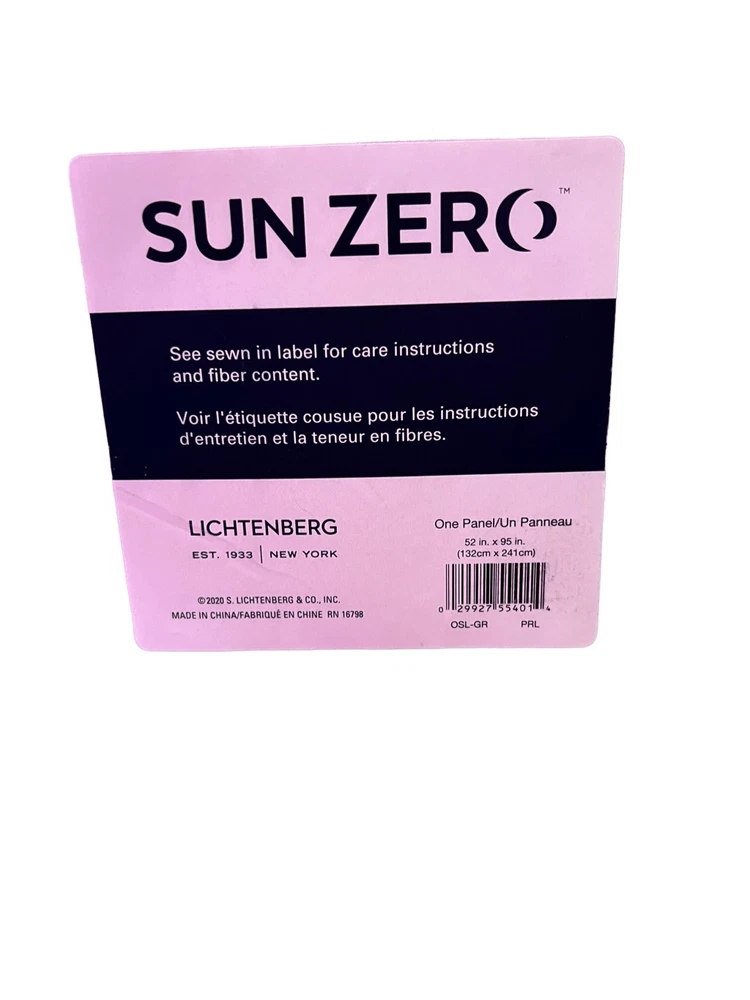 SUN ZERO™
See sewn in label for care instructions
and fiber content.
Voir l'étiquette cousue pour les instructions
d'entretien et la teneur en fibres.
LICHTENBERG
EST. 1933 | NEW YORK
©2020 S. LICHTENBERG & CO., INC.
MADE IN CHINA/FABRIQUÈ EN CHINE RN 16798
One Panel/Un Panneau
52 in. x 95 in.
(132cm x 241cm)
0 29927 55401 4
OSL-GR PRL